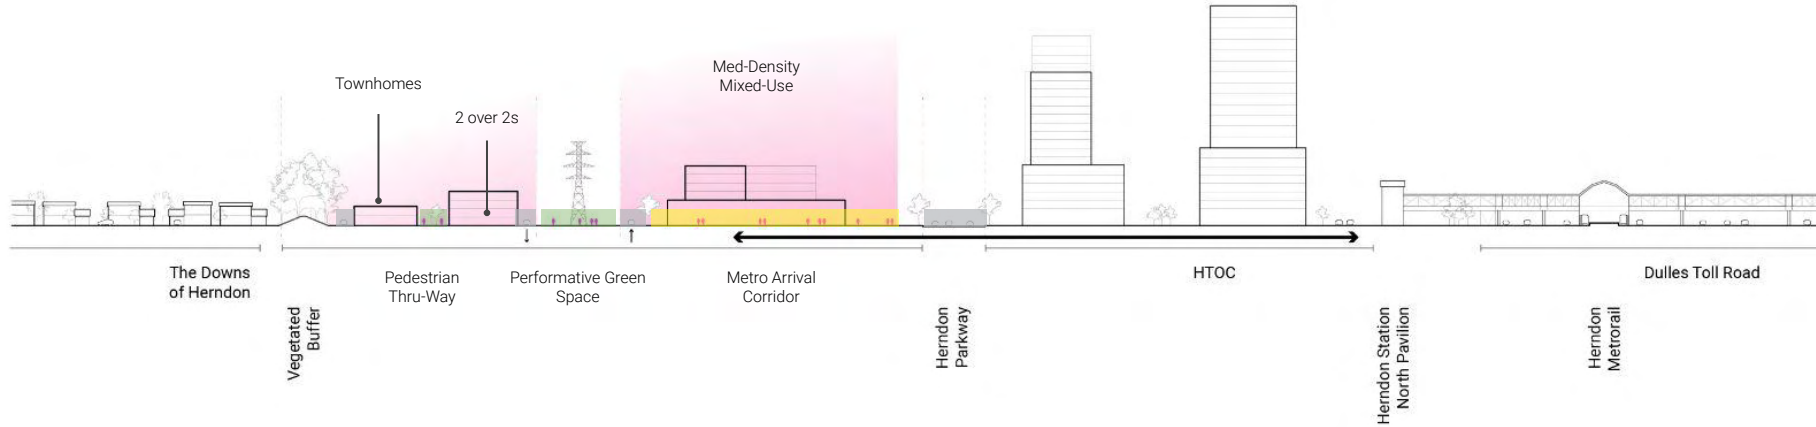 Townhomes
2 over 2s
Med-Density
Mixed-Use
The Downs
of Herndon
Pedestrian
Thru-Way
Performative Green
Space
Metro Arrival
Corridor
HTOC
Dulles Toll Road
Vegetated
Buffer
Herndon
Parkway
Herndon Station
North Pavilion
Herndon
Metrorail